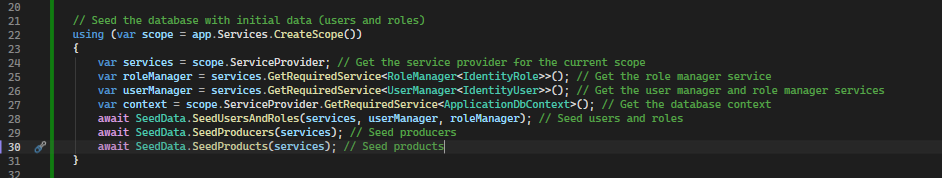 20
21 // Seed the database with initial data (users and roles)
22 using (var scope = app.Services.CreateScope())
23 {
24 var services = scope.ServiceProvider; // Get the service provider for the current scope
25 var roleManager = services.GetRequiredService<RoleManager<IdentityRole>>(); // Get the role manager service
26 var userManager = services.GetRequiredService<UserManager<IdentityUser>>(); // Get the user manager and role manager services
27 var context = scope.ServiceProvider.GetRequiredService<ApplicationDbContext>(); // Get the database context
28 await SeedData.SeedUsersAndRoles(services, userManager, roleManager); // Seed users and roles
29 await SeedData.SeedProducers(services); // Seed producers
30 await SeedData.SeedProducts(services); // Seed products
31 }
32